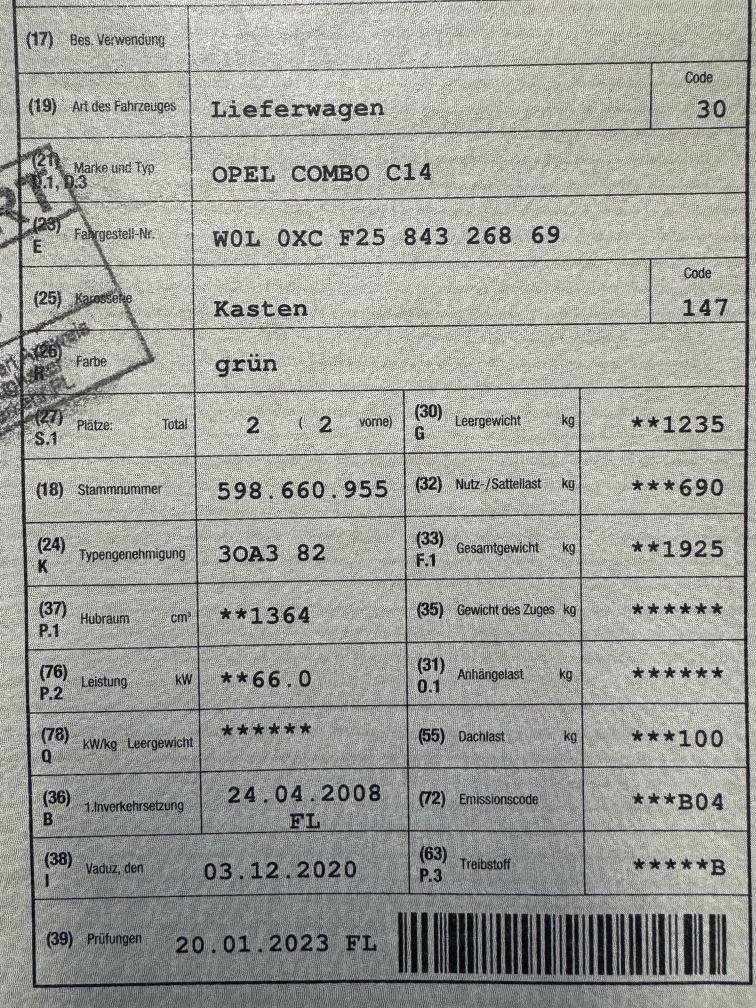 (17) Bes. Verwendung
Code
(19) Art des Fahrzeuges Lieferwagen 30
(21) Marke und Typ OPEL COMBO C14
D.1, D.3
(23) Fahrgestell-Nr. W0L 0XC F25 843 268 69
E
Code
(25) Karosserie Kasten 147
(26) Farbe grün
R
(27) Plätze: Total 2 ( 2 vorne) (30) Leergewicht kg **1235
S.1 G
(18) Stammnummer 598.660.955 (32) Nutz-/Sattellast kg ***690
(24) Typengenehmigung 3OA3 82 (33) Gesamtgewicht kg **1925
K F.1
(37) Hubraum cm³ **1364 (35) Gewicht des Zuges kg ******
P.1
(76) Leistung kW **66.0 (31) Anhängelast kg ******
P.2 O.1
(78) kW/kg Leergewicht ****** (55) Dachlast kg ***100
Q
(36) 1.Inverkehrsetzung 24.04.2008 (72) Emissionscode ***B04
B FL
(38) Vaduz, den 03.12.2020 (63) Treibstoff *****B
I P.3
(39) Prüfungen 20.01.2023 FL
RT